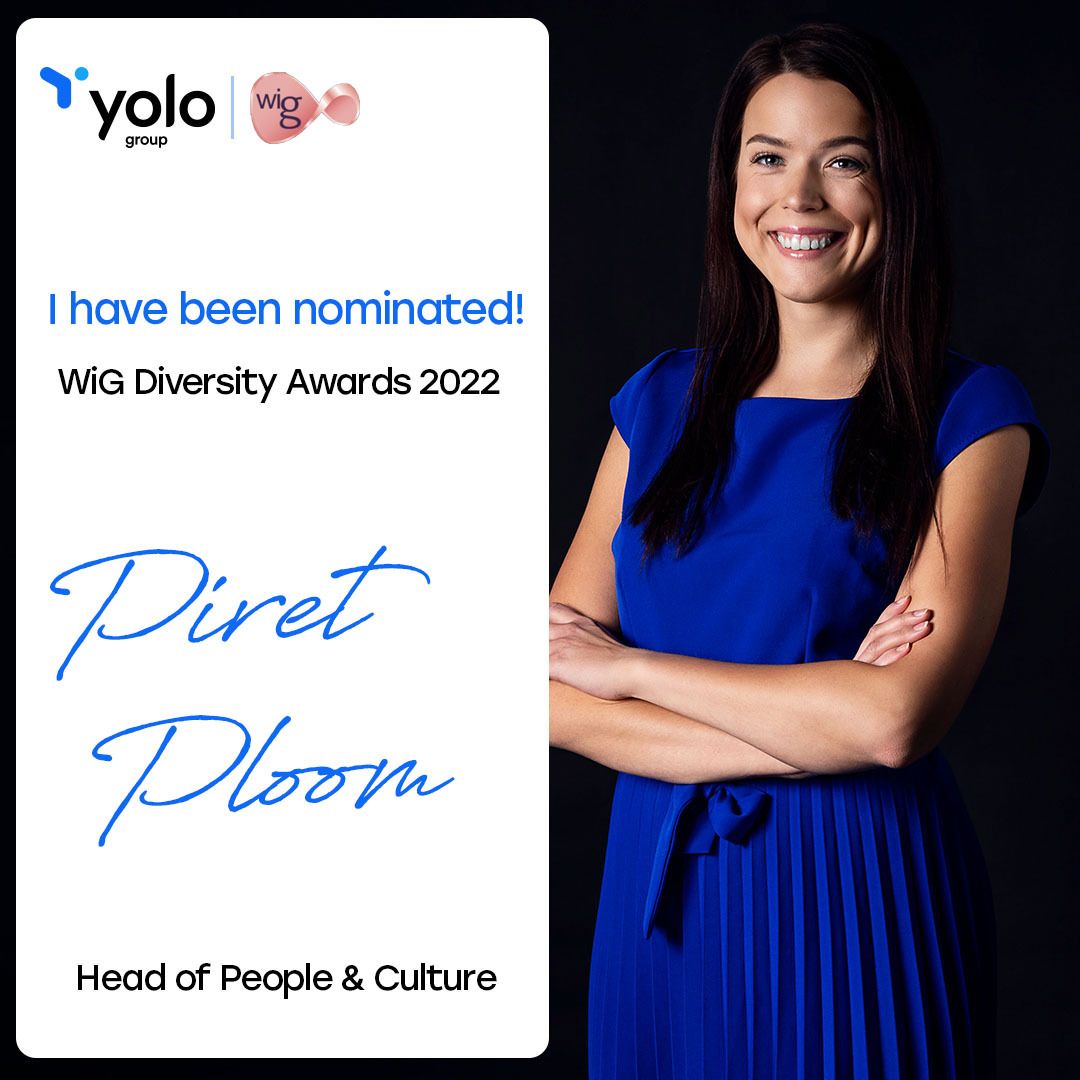 yolo
group
wig
I have been nominated!
WiG Diversity Awards 2022
Piret
Ploom
Head of People & Culture